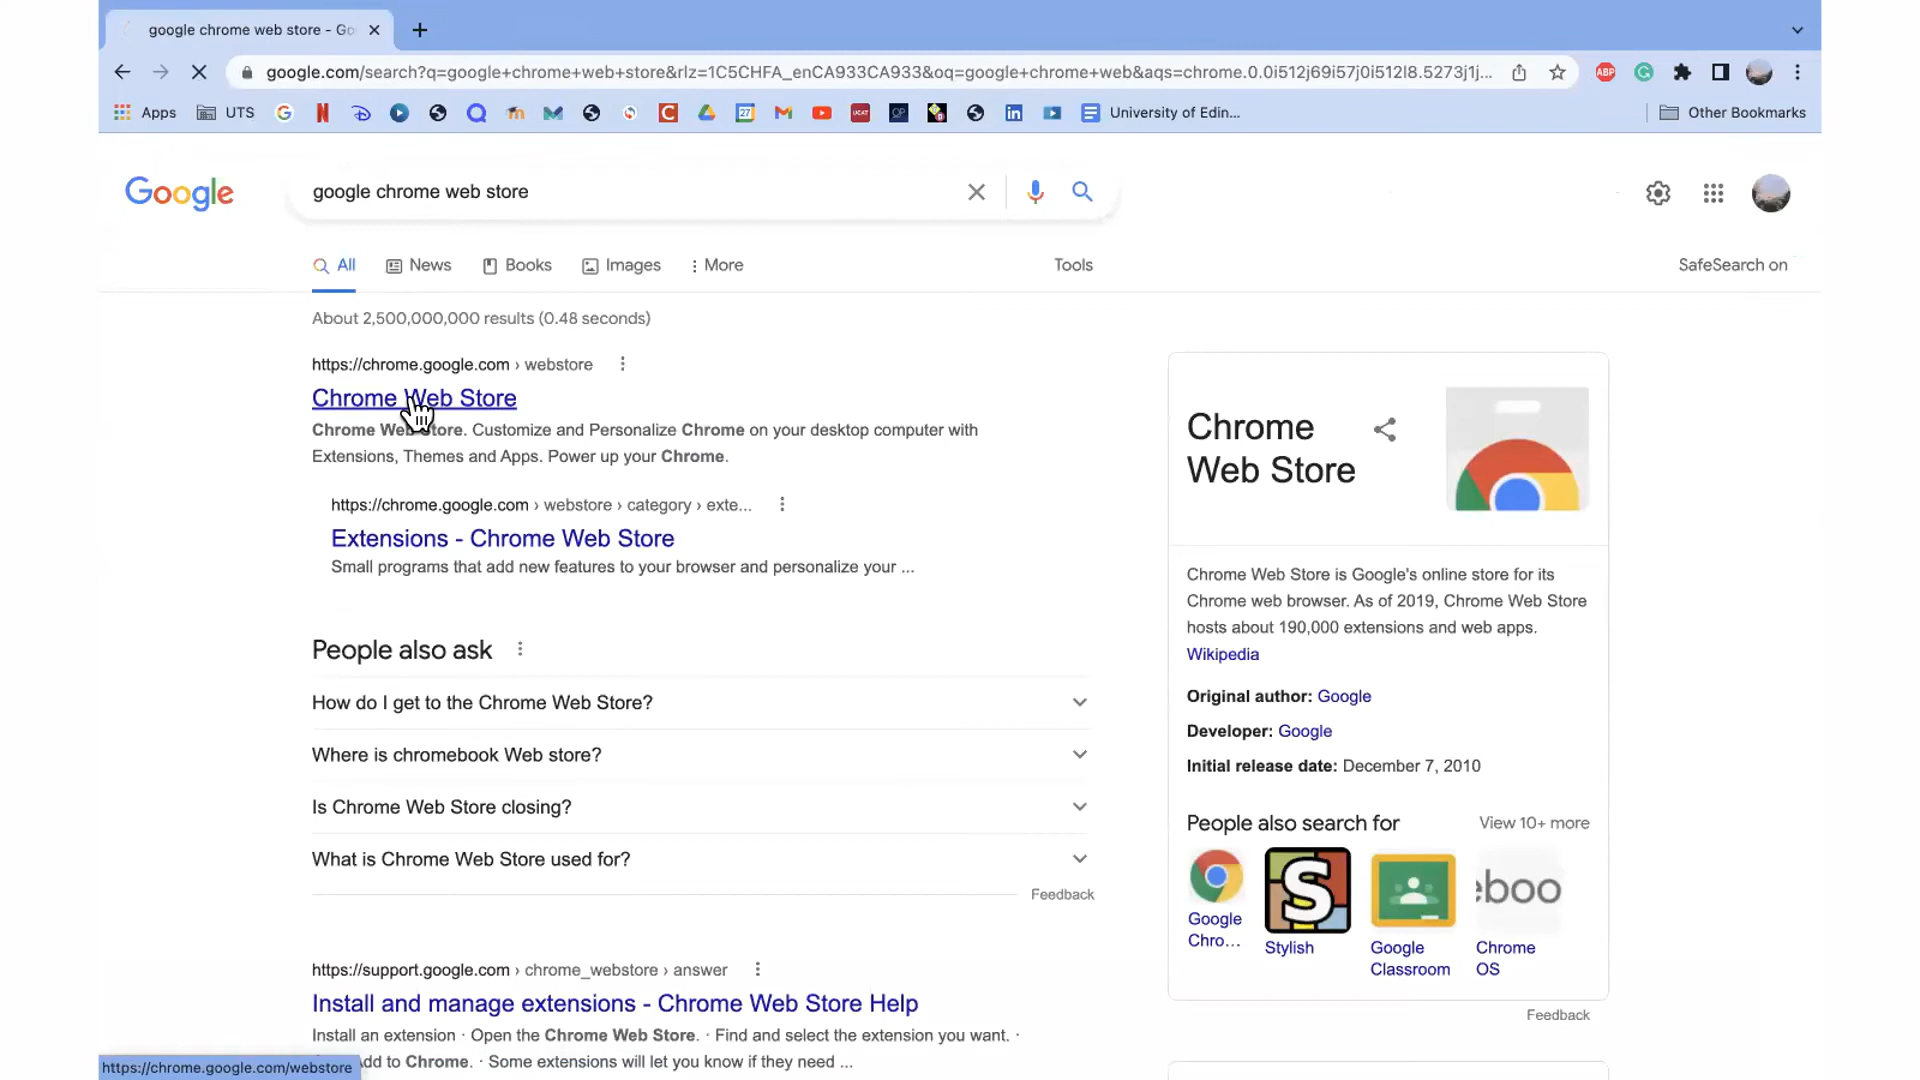 google chrome web store - Go
google.com/search?q=google+chrome+web+store&rlz=1C5CHFA_enCA933CA933&oq=google+chrome+web&aqs=chrome.0.0i512j69i57j0i512l8.5273j1j...
ABP
Apps
UTS
27
UCAT
University of Edin...
Other Bookmarks
Google
google chrome web store
All
News
Books
Images
More
Tools
SafeSearch on
About 2,500,000,000 results (0.48 seconds)
https://chrome.google.com › webstore
Chrome Web Store
Chrome Web Store. Customize and Personalize Chrome on your desktop computer with
Extensions, Themes and Apps. Power up your Chrome.
https://chrome.google.com › webstore › category › exte...
Extensions - Chrome Web Store
Small programs that add new features to your browser and personalize your ...
People also ask
How do I get to the Chrome Web Store?
Where is chromebook Web store?
Is Chrome Web Store closing?
What is Chrome Web Store used for?
Feedback
https://support.google.com › chrome_webstore › answer
Install and manage extensions - Chrome Web Store Help
Install an extension · Open the Chrome Web Store. · Find and select the extension you want. ·
Add to Chrome. · Some extensions will let you know if they need ...
https://chrome.google.com/webstore
Chrome
Web Store
Chrome Web Store is Google's online store for its
Chrome web browser. As of 2019, Chrome Web Store
hosts about 190,000 extensions and web apps.
Wikipedia
Original author: Google
Developer: Google
Initial release date: December 7, 2010
People also search for
View 10+ more
S
eboo
Google
Chro...
Stylish
Google
Classroom
Chrome
OS
Feedback